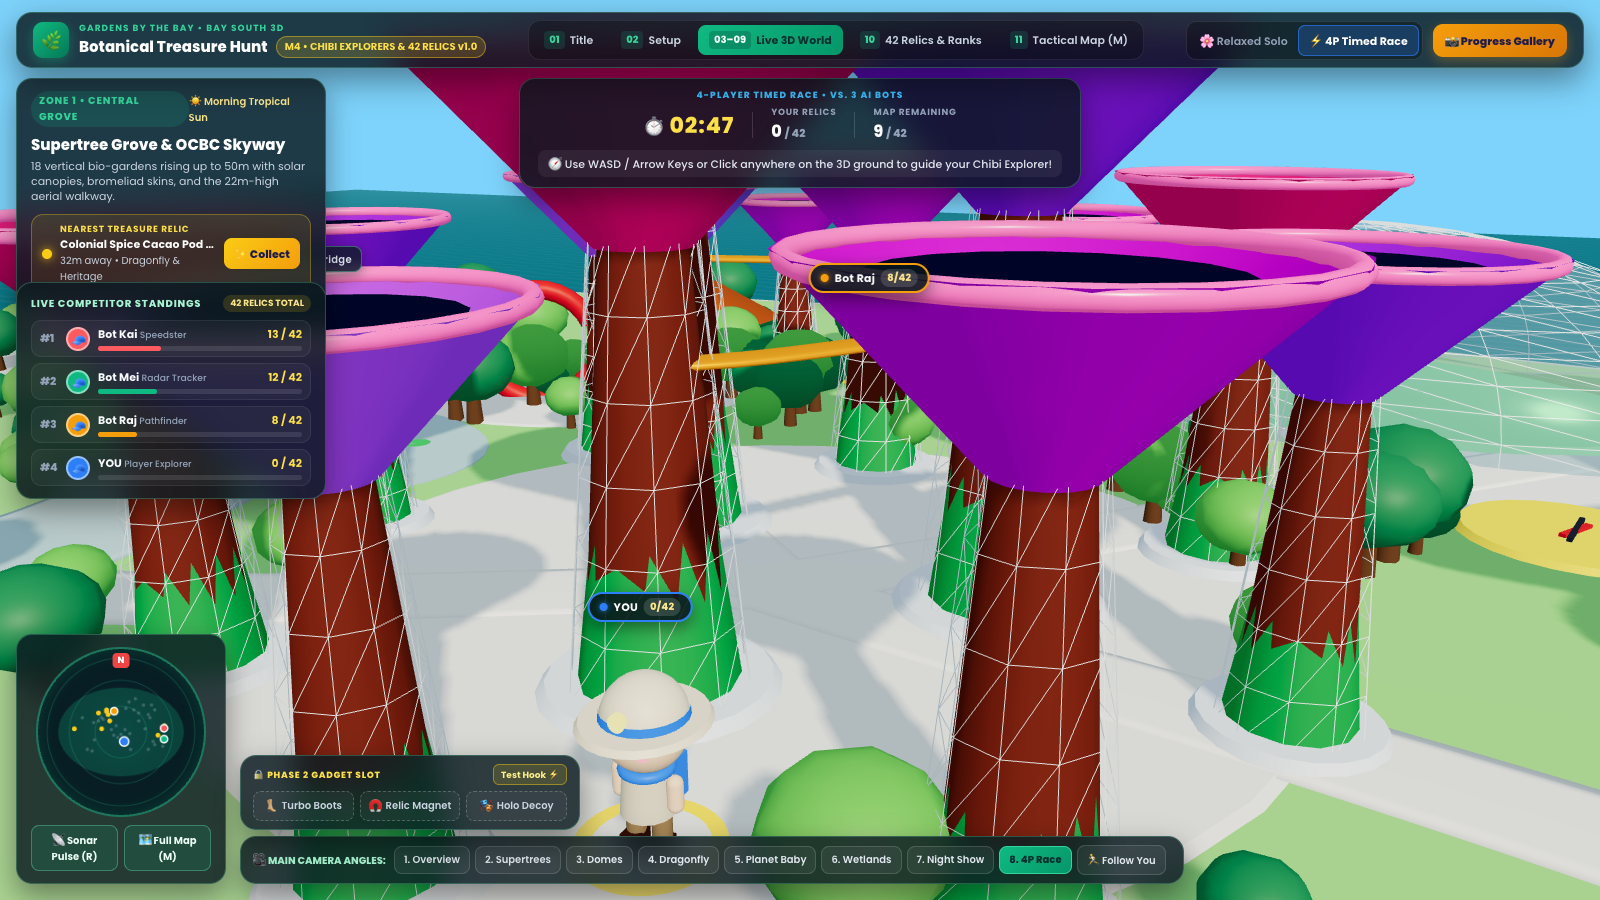 GARDENS BY THE BAY • BAY SOUTH 3D
Botanical Treasure Hunt
M4 • CHIBI EXPLORERS & 42 RELICS v1.0
01 Title
02 Setup
03–09 Live 3D World
10 42 Relics & Ranks
11 Tactical Map (M)
Relaxed Solo
4P Timed Race
Progress Gallery
ZONE 1 • CENTRAL
GROVE
Morning Tropical
Sun
Supertree Grove & OCBC Skyway
18 vertical bio-gardens rising up to 50m with solar
canopies, bromeliad skins, and the 22m-high
aerial walkway.
NEAREST TREASURE RELIC
Colonial Spice Cacao Pod ...
32m away • Dragonfly &
Heritage
Collect
LIVE COMPETITOR STANDINGS
42 RELICS TOTAL
#1 Bot Kai Speedster 13 / 42
#2 Bot Mei Radar Tracker 12 / 42
#3 Bot Raj Pathfinder 8 / 42
#4 YOU Player Explorer 0 / 42
4-PLAYER TIMED RACE • VS. 3 AI BOTS
02:47
YOUR RELICS
0 / 42
MAP REMAINING
9 / 42
Use WASD / Arrow Keys or Click anywhere on the 3D ground to guide your Chibi Explorer!
ridge
Bot Raj 8/42
YOU 0/42
N
Sonar
Pulse (R)
Full Map
(M)
PHASE 2 GADGET SLOT
Test Hook
Turbo Boots
Relic Magnet
Holo Decoy
MAIN CAMERA ANGLES:
1. Overview
2. Supertrees
3. Domes
4. Dragonfly
5. Planet Baby
6. Wetlands
7. Night Show
8. 4P Race
Follow You